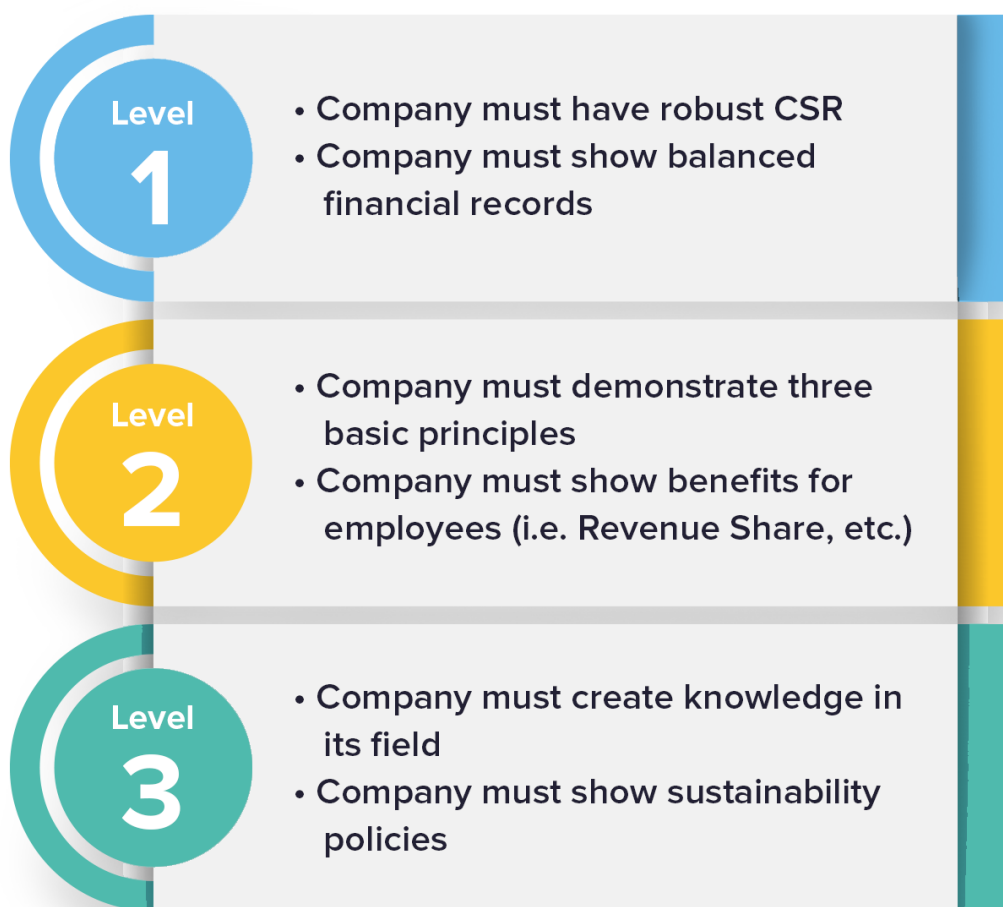 Level
1
• Company must have robust CSR
• Company must show balanced
financial records
Level
2
• Company must demonstrate three
basic principles
• Company must show benefits for
employees (i.e. Revenue Share, etc.)
Level
3
• Company must create knowledge in
its field
• Company must show sustainability
policies